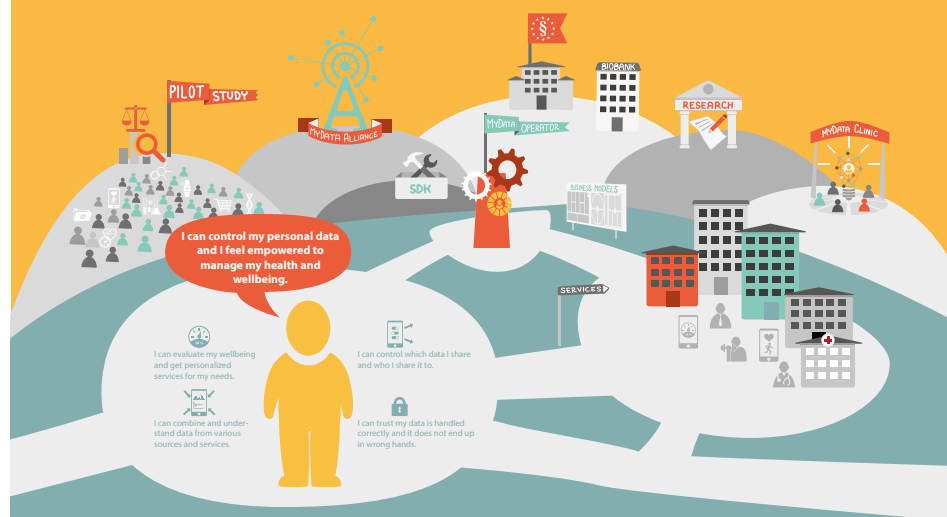 §
BIOBANK
PILOT
STUDY
RESEARCH
MYDATA
OPERATOR
MYDATA ALLIANCE
MYDATA CLINIC
SDK
BUSINESS MODELS
I can control my personal data
and I feel empowered to
manage my health and
wellbeing.
SERVICES
I can evaluate my wellbeing
and get personalized
services for my needs.
I can control which data I share
and who I share it to.
I can combine and under-
stand data from various
sources and services.
I can trust my data is handled
correctly and it does not end up
in wrong hands.